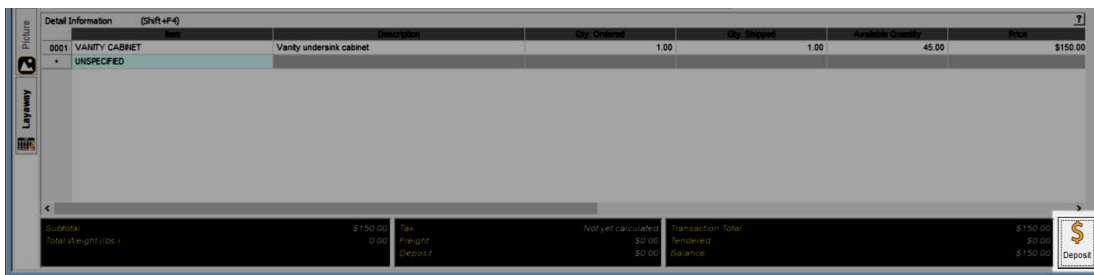 Picture
Layaway
Detail Information (Shift+F4) ?
Item Description Qty. Ordered Qty. Shipped Available Quantity Price
0001 VANITY CABINET Vanity undersink cabinet 1.00 1.00 45.00 $150.00
• UNSPECIFIED
Subtotal $150.00 Tax Not yet calculated Transaction Total $150.00
Total Weight (lbs.) 0.00 Freight $0.00 Tendered $0.00
Deposit $0.00 Balance $150.00
$
Deposit